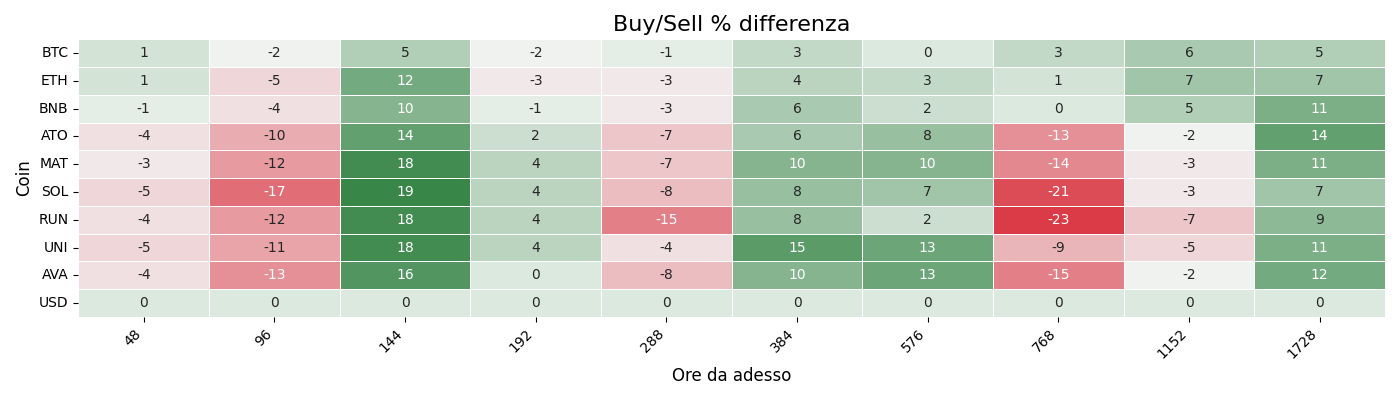 Buy/Sell % differenza
Coin
BTC 1 -2 5 -2 -1 3 0 3 6 5
ETH 1 -5 12 -3 -3 4 3 1 7 7
BNB -1 -4 10 -1 -3 6 2 0 5 11
ATO -4 -10 14 2 -7 6 8 -13 -2 14
MAT -3 -12 18 4 -7 10 10 -14 -3 11
SOL -5 -17 19 4 -8 8 7 -21 -3 7
RUN -4 -12 18 4 -15 8 2 -23 -7 9
UNI -5 -11 18 4 -4 15 13 -9 -5 11
AVA -4 -13 16 0 -8 10 13 -15 -2 12
USD 0 0 0 0 0 0 0 0 0 0
48 96 144 192 288 384 576 768 1152 1728
Ore da adesso